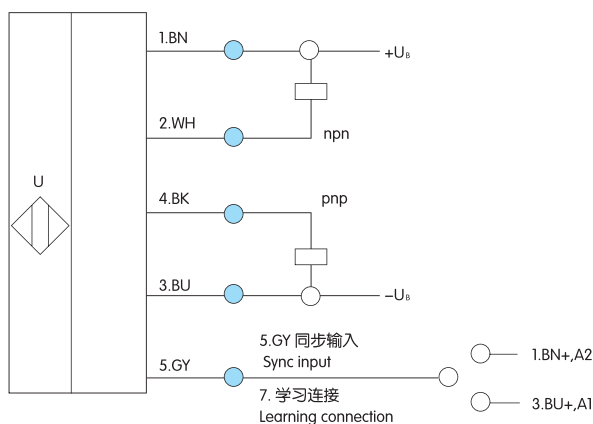 1.BN
+UB
2.WH
npn
U
4.BK
pnp
3.BU
−UB
5.GY 同步输入
Sync input
5.GY
1.BN+,A2
7. 学习连接
Learning connection
3.BU+,A1